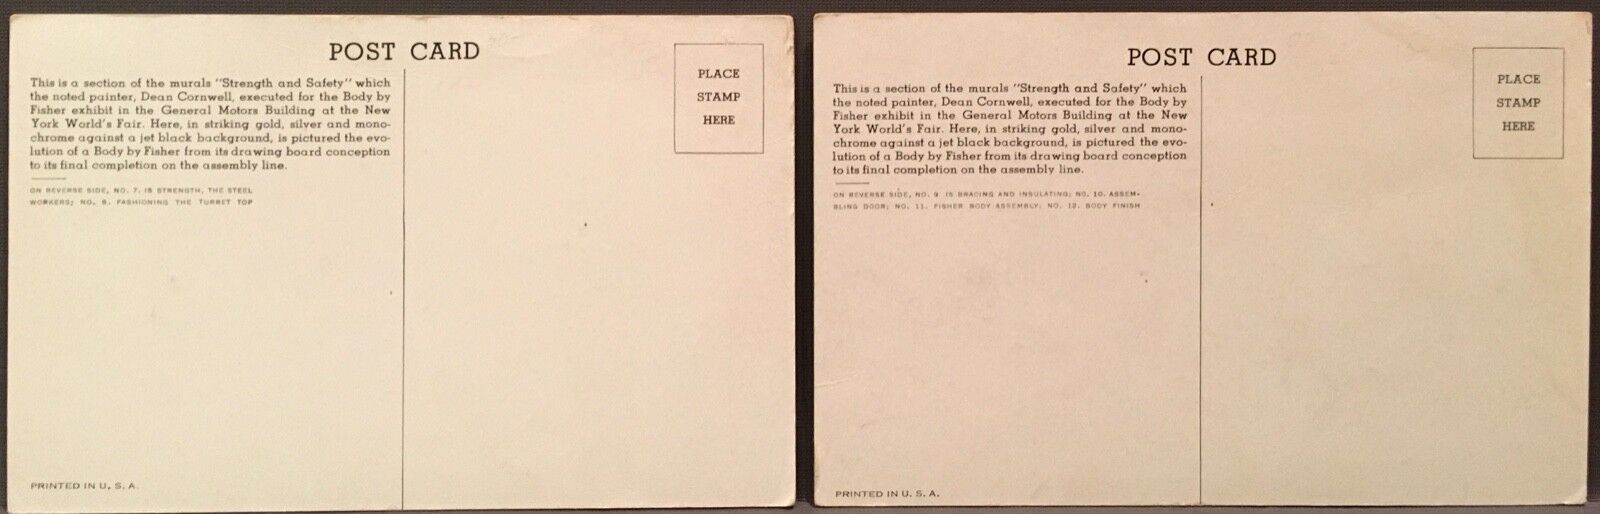 POST CARD
This is a section of the murals "Strength and Safety" which
the noted painter, Dean Cornwell, executed for the Body by
Fisher exhibit in the General Motors Building at the New
York World's Fair. Here, in striking gold, silver and mono-
chrome against a jet black background, is pictured the evo-
lution of a Body by Fisher from its drawing board conception
to its final completion on the assembly line.
ON REVERSE SIDE, NO. 7. IS STRENGTH, THE STEEL
WORKERS; NO. 8. FASHIONING THE TURRET TOP
PLACE
STAMP
HERE
PRINTED IN U. S. A.
POST CARD
This is a section of the murals "Strength and Safety" which
the noted painter, Dean Cornwell, executed for the Body by
Fisher exhibit in the General Motors Building at the New
York World's Fair. Here, in striking gold, silver and mono-
chrome against a jet black background, is pictured the evo-
lution of a Body by Fisher from its drawing board conception
to its final completion on the assembly line.
ON REVERSE SIDE, NO. 9 IS BRACING AND INSULATING; NO. 10. ASSEM-
BLING DOOR; NO. 11. FISHER BODY ASSEMBLY; NO. 12. BODY FINISH
PLACE
STAMP
HERE
PRINTED IN U. S. A.